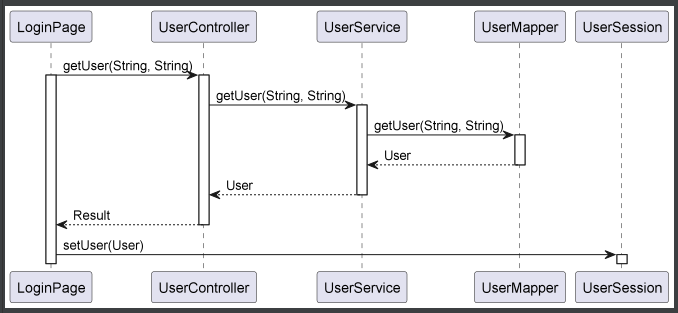 LoginPage UserController UserService UserMapper UserSession
getUser(String, String)
getUser(String, String)
getUser(String, String)
User
User
Result
setUser(User)
LoginPage UserController UserService UserMapper UserSession